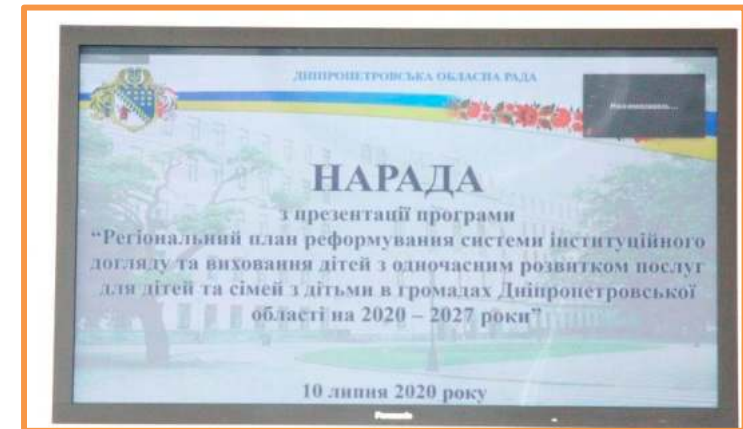 ДНІПРОПЕТРОВСЬКА ОБЛАСНА РАДА
НАРАДА
з презентації програми
“Регіональний план реформування системи інституційного
догляду та виховання дітей з одночасним розвитком послуг
для дітей та сімей з дітьми в громадах Дніпропетровської
області на 2020 – 2027 роки”
10 липня 2020 року
Panasonic